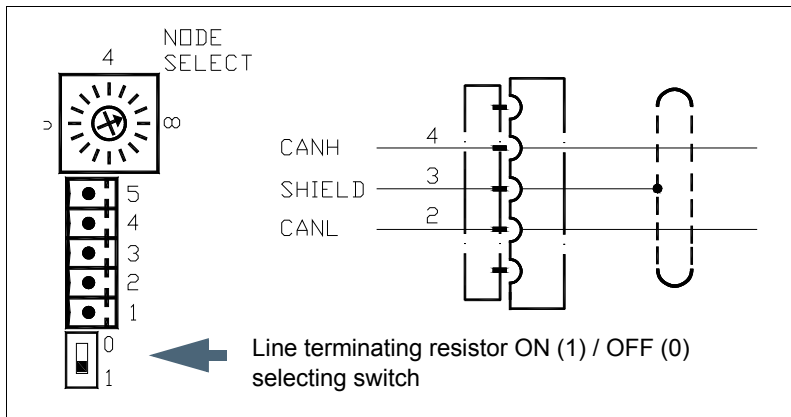 NODE
SELECT
4
8
5
4
3
2
1
0
1
CANH 4
SHIELD 3
CANL 2
Line terminating resistor ON (1) / OFF (0)
selecting switch